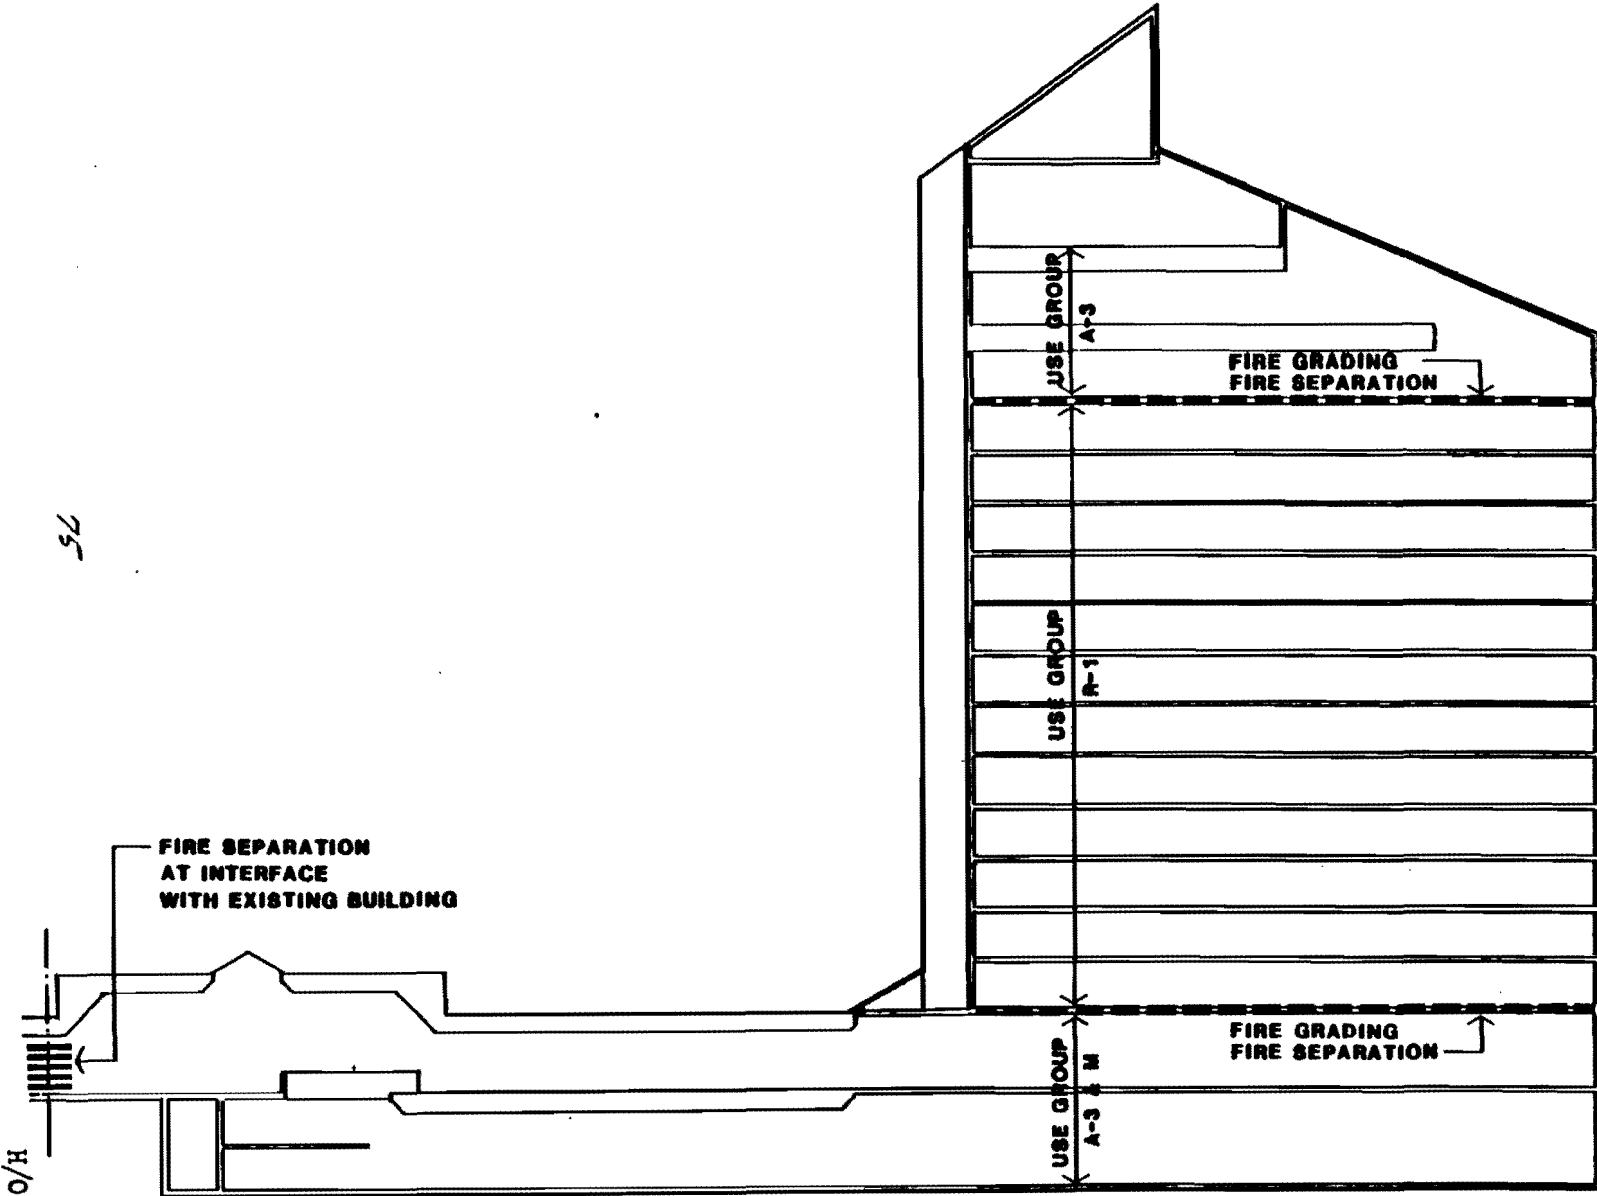 USE GROUP
A-3
FIRE GRADING
FIRE SEPARATION
75
USE GROUP
R-1
FIRE SEPARATION
AT INTERFACE
WITH EXISTING BUILDING
FIRE GRADING
FIRE SEPARATION
USE GROUP
A-3 & M
O/H